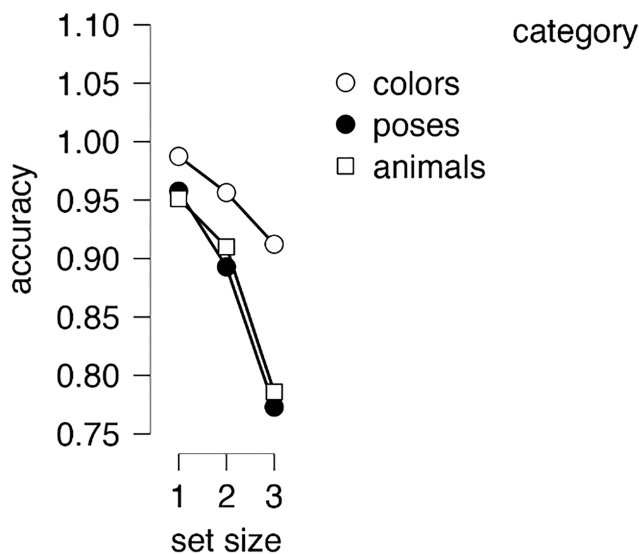 category
colors
poses
animals
accuracy
1.10
1.05
1.00
0.95
0.90
0.85
0.80
0.75
1 2 3
set size